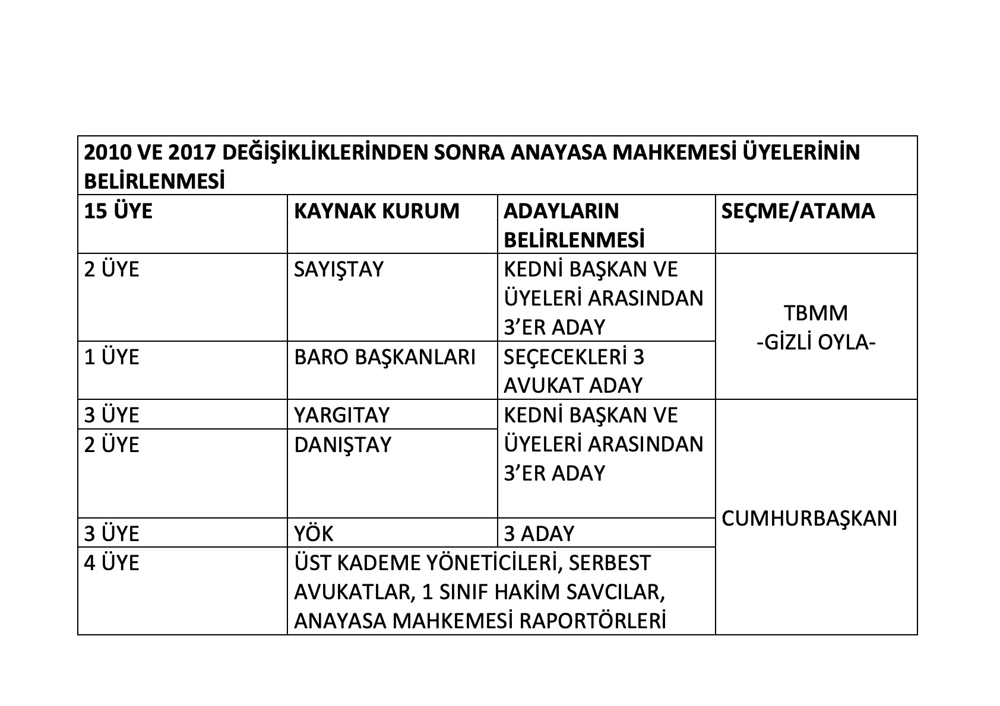 2010 VE 2017 DEĞİŞİKLİKLERİNDEN SONRA ANAYASA MAHKEMESİ ÜYELERİNİN
BELİRLENMESİ
15 ÜYE
KAYNAK KURUM
ADAYLARIN
BELİRLENMESİ
SEÇME/ATAMA
2 ÜYE
SAYIŞTAY
KEDNİ BAŞKAN VE
ÜYELERİ ARASINDAN
3’ER ADAY
TBMM
-GİZLİ OYLA-
1 ÜYE
BARO BAŞKANLARI
SEÇECEKLERİ 3
AVUKAT ADAY
3 ÜYE
YARGITAY
KEDNİ BAŞKAN VE
ÜYELERİ ARASINDAN
3’ER ADAY
2 ÜYE
DANIŞTAY
CUMHURBAŞKANI
3 ÜYE
YÖK
3 ADAY
4 ÜYE
ÜST KADEME YÖNETİCİLERİ, SERBEST
AVUKATLAR, 1 SINIF HAKİM SAVCILAR,
ANAYASA MAHKEMESİ RAPORTÖRLERİ